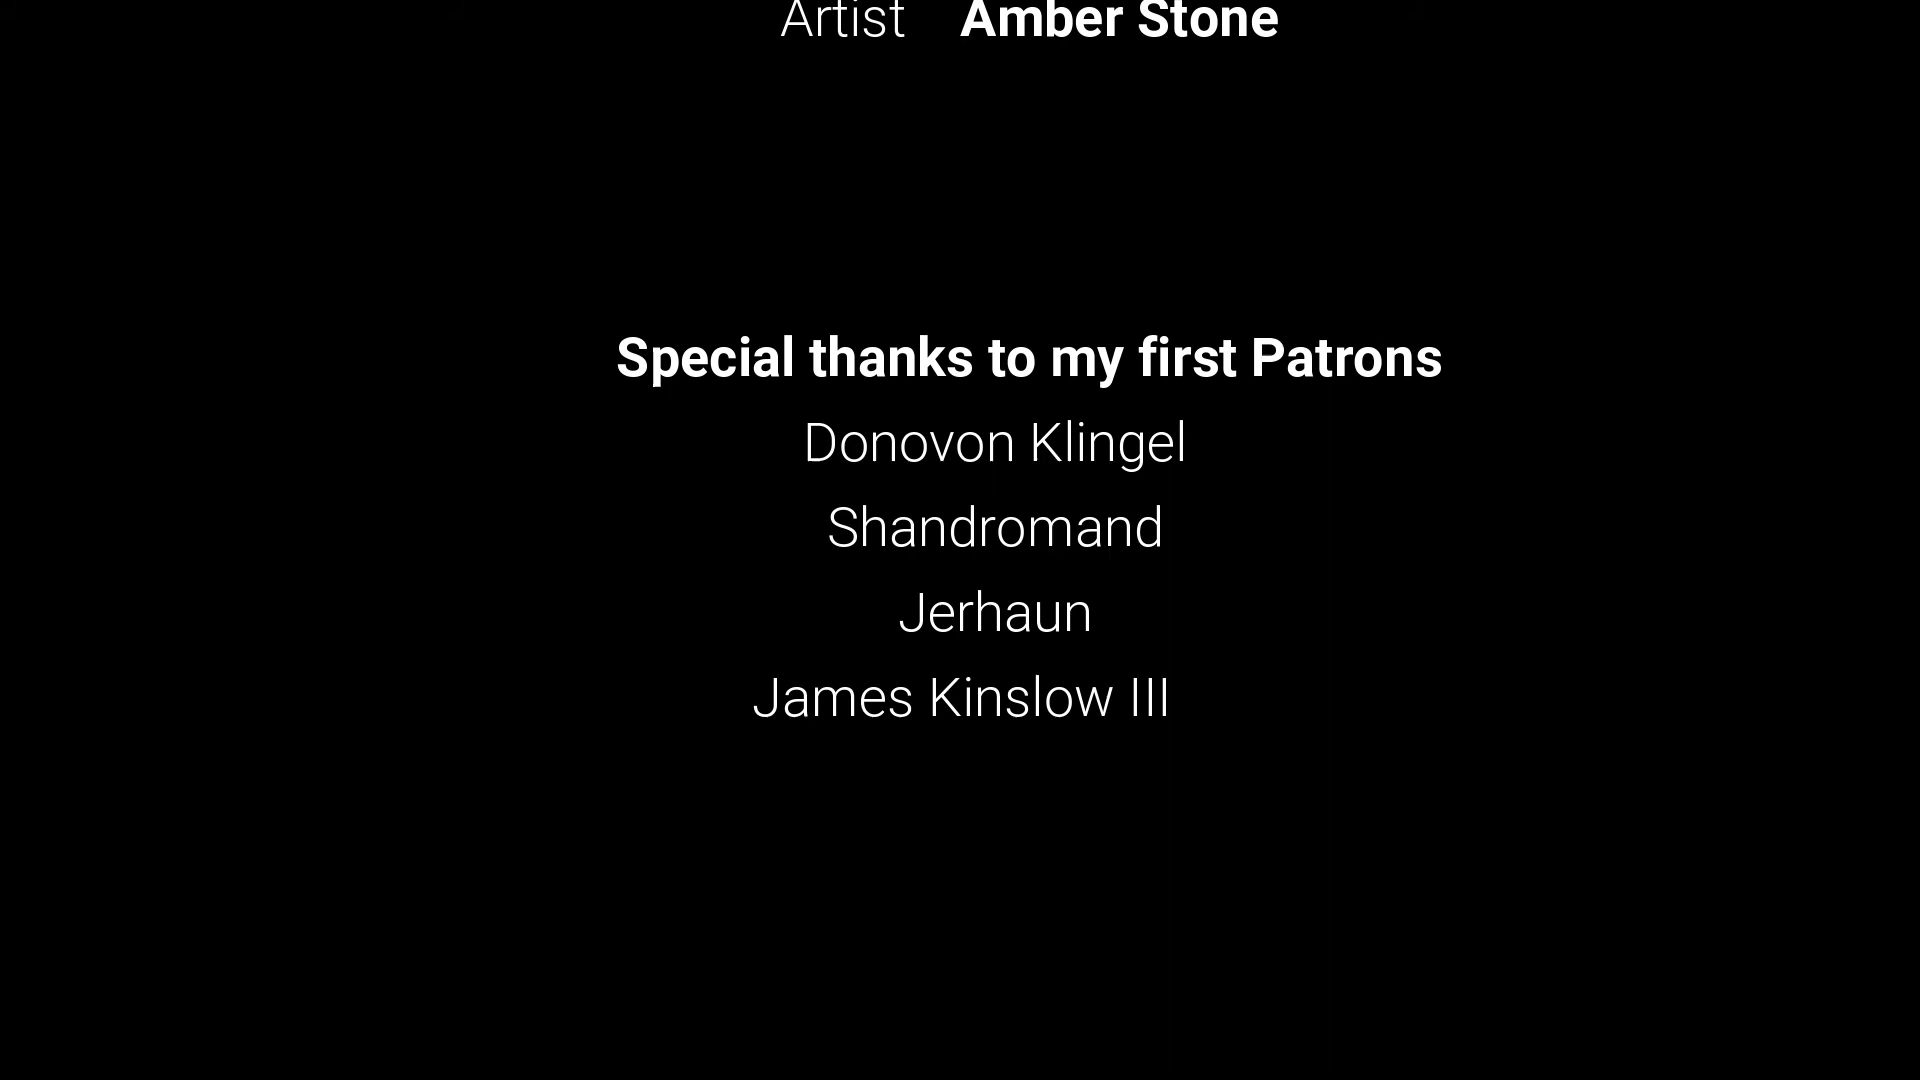 Artist Amber Stone
Special thanks to my first Patrons
Donovon Klingel
Shandromand
Jerhaun
James Kinslow III